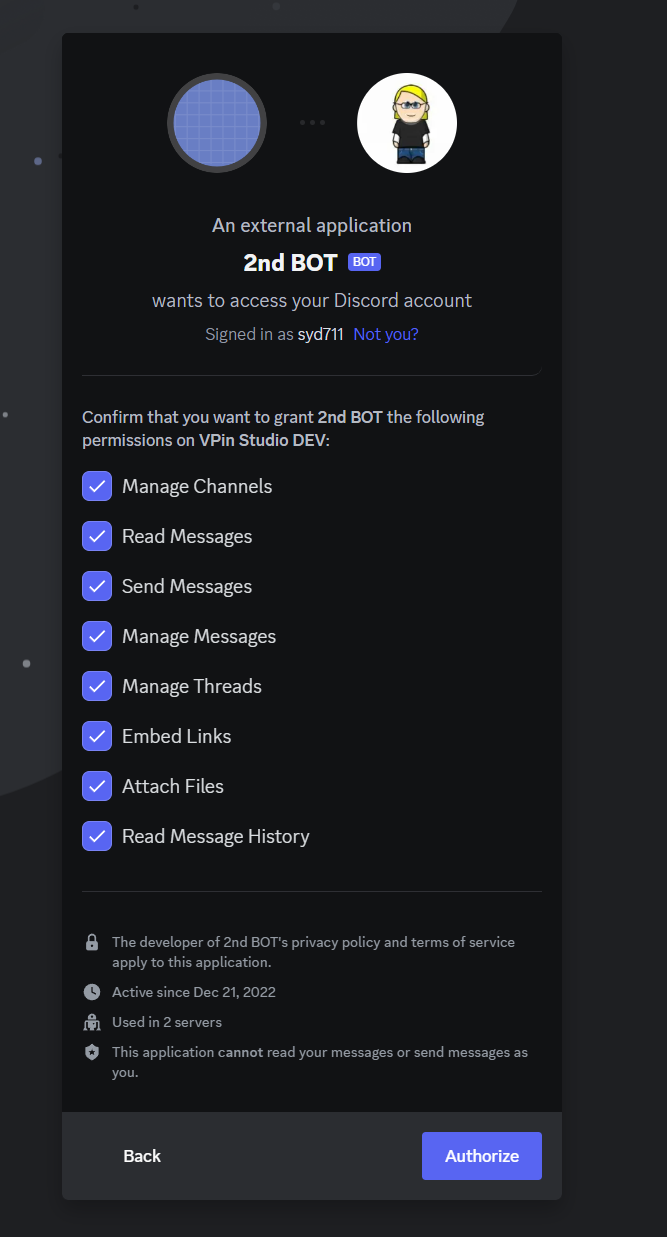 An external application
2nd BOT BOT
wants to access your Discord account
Signed in as syd711 Not you?
Confirm that you want to grant 2nd BOT the following
permissions on VPin Studio DEV:
Manage Channels
Read Messages
Send Messages
Manage Messages
Manage Threads
Embed Links
Attach Files
Read Message History
The developer of 2nd BOT's privacy policy and terms of service
apply to this application.
Active since Dec 21, 2022
Used in 2 servers
This application cannot read your messages or send messages as
you.
Back Authorize